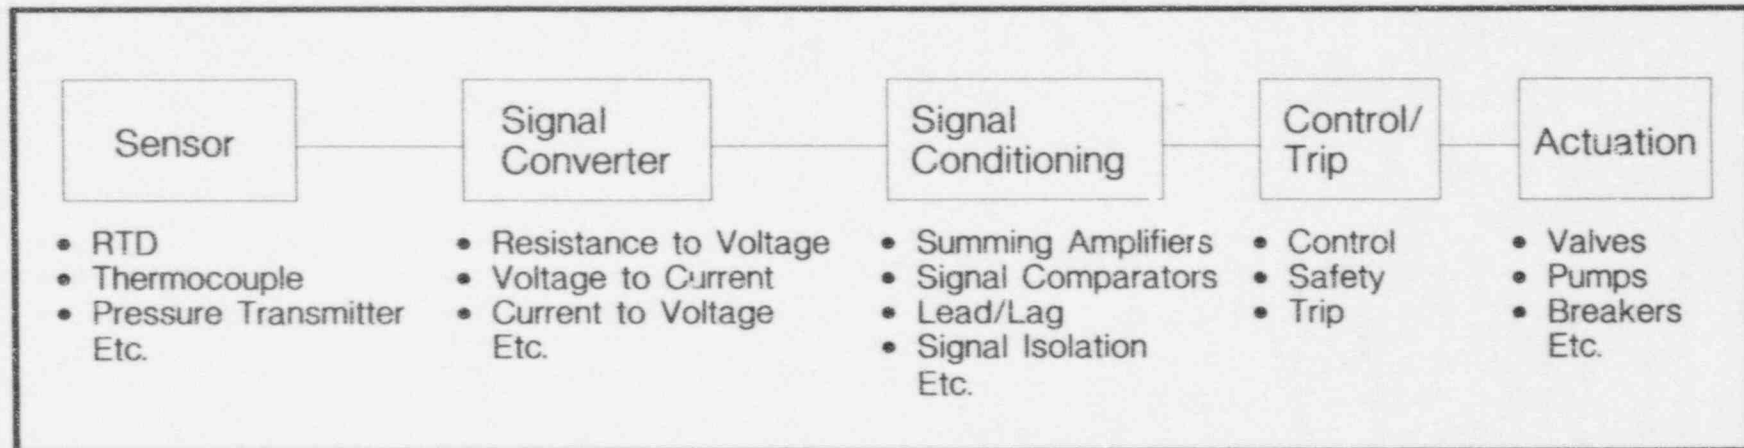 Sensor
Signal
Converter
Signal
Conditioning
Control/
Trip
Actuation
• RTD
• Thermocouple
• Pressure Transmitter
Etc.
• Resistance to Voltage
• Voltage to Current
• Current to Voltage
Etc.
• Summing Amplifiers
• Signal Comparators
• Lead/Lag
• Signal Isolation
Etc.
• Control
• Safety
• Trip
• Valves
• Pumps
• Breakers
Etc.